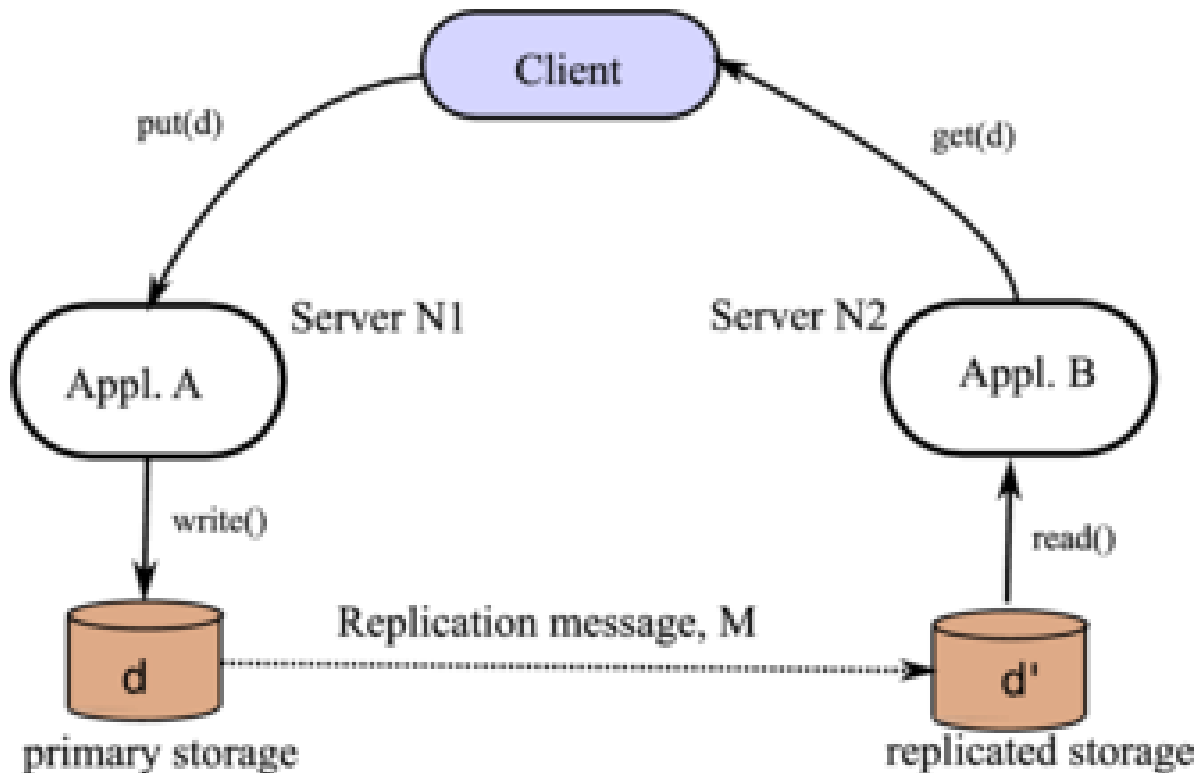 Client
put(d)
get(d)
Server N1
Server N2
Appl. A
Appl. B
write()
read()
Replication message, M
d
d'
primary storage
replicated storage